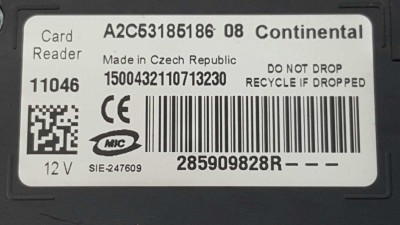 Card Reader
A2C53185186 08 Continental
Made in Czech Republic
11046
1500432110713230
DO NOT DROP
RECYCLE IF DROPPED
CE
MIC
12 V
SIE-247609
285909828R---